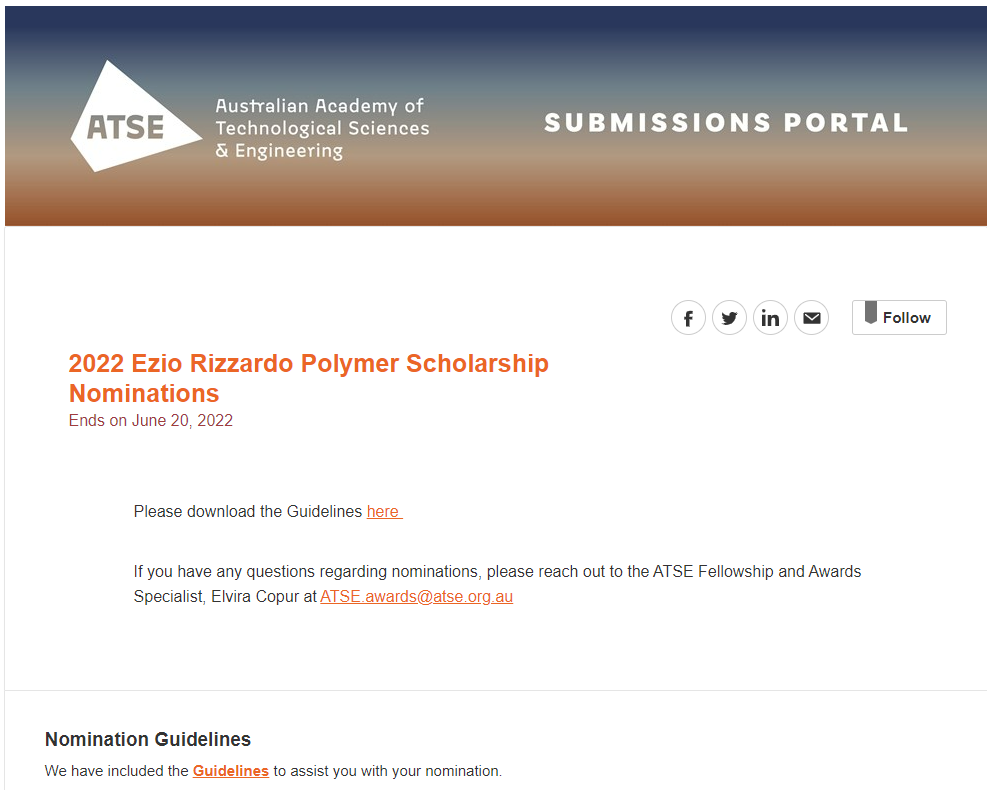 ATSE
Australian Academy of
Technological Sciences
& Engineering
SUBMISSIONS PORTAL
Follow
2022 Ezio Rizzardo Polymer Scholarship
Nominations
Ends on June 20, 2022
Please download the Guidelines here
If you have any questions regarding nominations, please reach out to the ATSE Fellowship and Awards
Specialist, Elvira Copur at ATSE.awards@atse.org.au
Nomination Guidelines
We have included the Guidelines to assist you with your nomination.